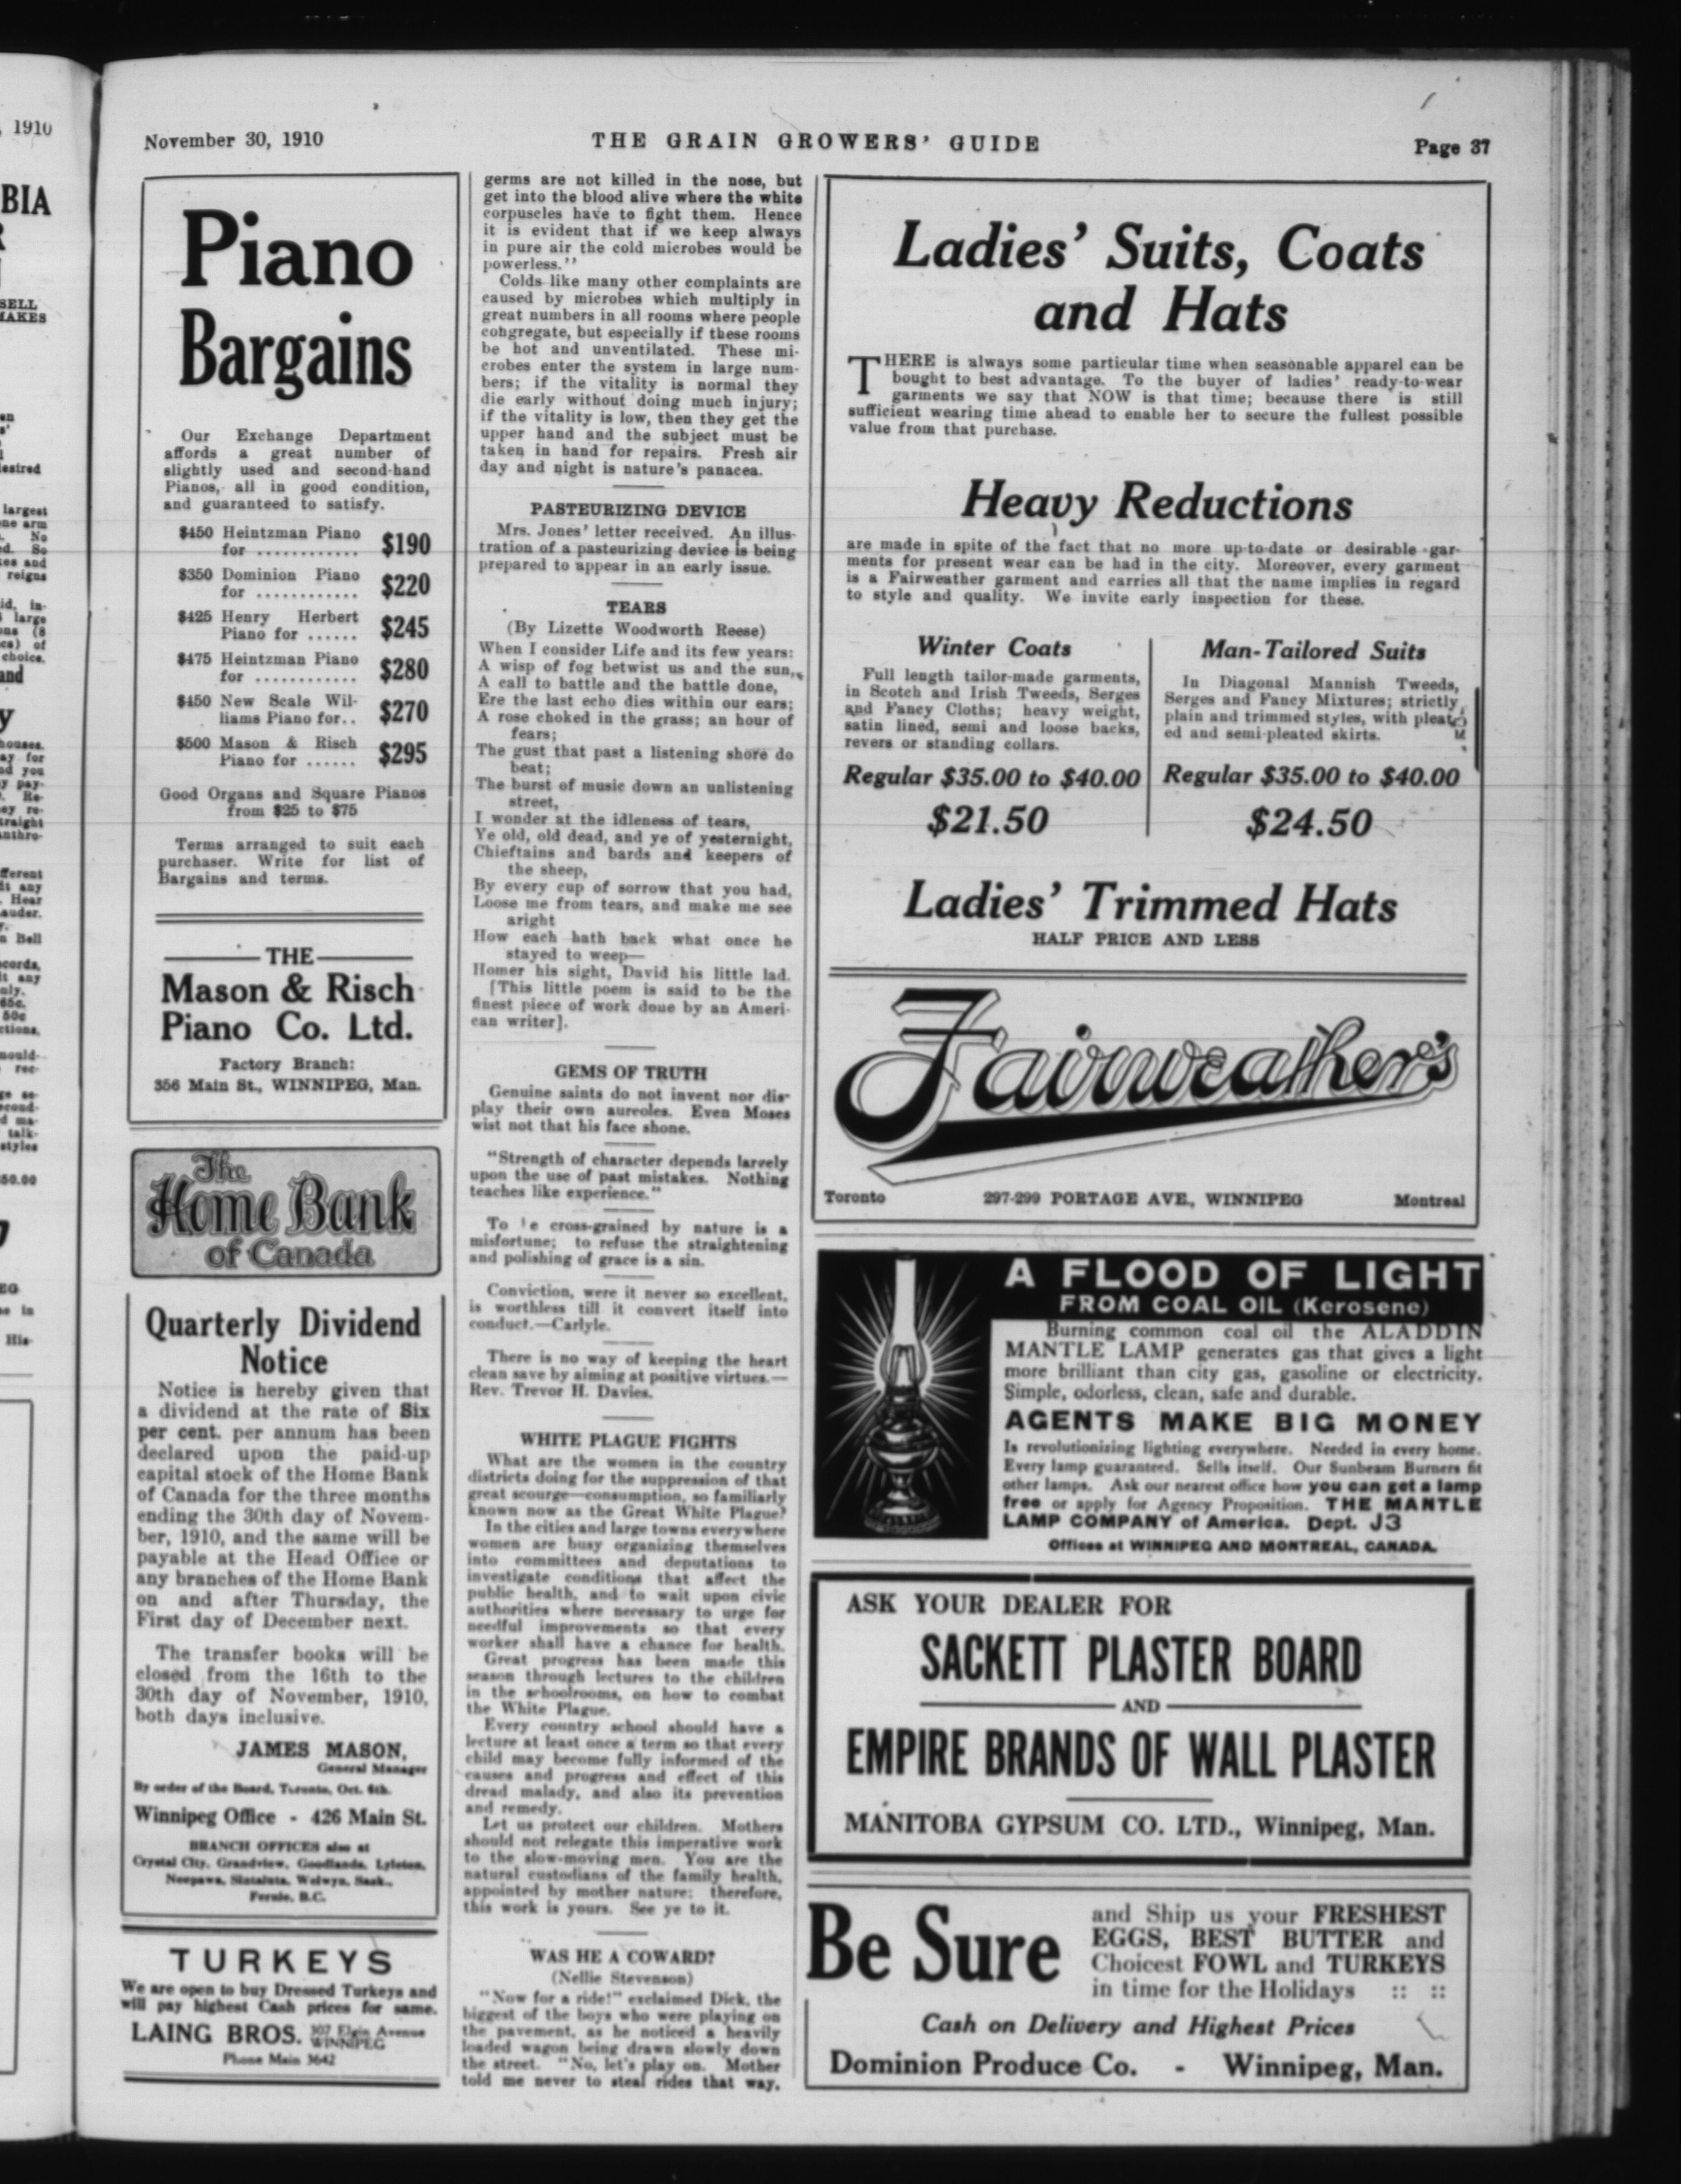 November 30, 1910
THE GRAIN GROWERS' GUIDE
Page 37
Piano
Bargains
Our Exchange Department
affords a great number of
slightly used and second-hand
Pianos, all in good condition,
and guaranteed to satisfy.
$450 Heintzman Piano
for ............ $190
$350 Dominion Piano
for ............ $220
$425 Henry Herbert
Piano for ...... $245
$475 Heintzman Piano
for ............ $280
$450 New Scale Wil-
liams Piano for.. $270
$500 Mason & Risch
Piano for ...... $295
Good Organs and Square Pianos
from $25 to $75
Terms arranged to suit each
purchaser. Write for list of
Bargains and terms.
THE
Mason & Risch
Piano Co. Ltd.
Factory Branch:
356 Main St., WINNIPEG, Man.
The
Home Bank
of Canada
Quarterly Dividend
Notice
Notice is hereby given that
a dividend at the rate of Six
per cent. per annum has been
declared upon the paid-up
capital stock of the Home Bank
of Canada for the three months
ending the 30th day of Novem-
ber, 1910, and the same will be
payable at the Head Office or
any branches of the Home Bank
on and after Thursday, the
First day of December next.
The transfer books will be
closed from the 16th to the
30th day of November, 1910,
both days inclusive.
JAMES MASON,
General Manager
By order of the Board, Toronto, Oct. 6th.
Winnipeg Office - 426 Main St.
BRANCH OFFICES also at
Crystal City, Grandview, Goodlands, Lyleton,
Neepawa, Sintaluta, Welwyn, Sask.,
Fernie, B.C.
TURKEYS
We are open to buy Dressed Turkeys and
will pay highest Cash prices for same.
LAING BROS. 307 Elgin Avenue
WINNIPEG
Phone Main 3642
germs are not killed in the nose, but
get into the blood alive where the white
corpuscles have to fight them. Hence
it is evident that if we keep always
in pure air the cold microbes would be
powerless.''
Colds like many other complaints are
caused by microbes which multiply in
great numbers in all rooms where people
congregate, but especially if these rooms
be hot and unventilated. These mi-
crobes enter the system in large num-
bers; if the vitality is normal they
die early without doing much injury;
if the vitality is low, then they get the
upper hand and the subject must be
taken in hand for repairs. Fresh air
day and night is nature's panacea.
PASTEURIZING DEVICE
Mrs. Jones' letter received. An illus-
tration of a pasteurizing device is being
prepared to appear in an early issue.
TEARS
(By Lizette Woodworth Reese)
When I consider Life and its few years:
A wisp of fog betwist us and the sun,
A call to battle and the battle done,
Ere the last echo dies within our ears;
A rose choked in the grass; an hour of
fears;
The gust that past a listening shore do
beat;
The burst of music down an unlistening
street,
I wonder at the idleness of tears,
Ye old, old dead, and ye of yesternight,
Chieftains and bards and keepers of
the sheep,
By every cup of sorrow that you had,
Loose me from tears, and make me see
aright
How each hath back what once he
stayed to weep—
Homer his sight, David his little lad.
[This little poem is said to be the
finest piece of work doue by an Ameri-
can writer].
GEMS OF TRUTH
Genuine saints do not invent nor dis-
play their own aureoles. Even Moses
wist not that his face shone.
"Strength of character depends largely
upon the use of past mistakes. Nothing
teaches like experience."
To e cross-grained by nature is a
misfortune; to refuse the straightening
and polishing of grace is a sin.
Conviction, were it never so excellent,
is worthless till it convert itself into
conduct.—Carlyle.
There is no way of keeping the heart
clean save by aiming at positive virtues.—
Rev. Trevor H. Davies.
WHITE PLAGUE FIGHTS
What are the women in the country
districts doing for the suppression of that
great scourge—consumption, so familiarly
known now as the Great White Plague?
In the cities and large towns everywhere
women are busy organizing themselves
into committees and deputations to
investigate conditions that affect the
public health, and to wait upon civic
authorities where necessary to urge for
needful improvements so that every
worker shall have a chance for health.
Great progress has been made this
season through lectures to the children
in the schoolrooms, on how to combat
the White Plague.
Every country school should have a
lecture at least once a term so that every
child may become fully informed of the
causes and progress and effect of this
dread malady, and also its prevention
and remedy.
Let us protect our children. Mothers
should not relegate this imperative work
to the slow-moving men. You are the
natural custodians of the family health,
appointed by mother nature; therefore,
this work is yours. See ye to it.
WAS HE A COWARD?
(Nellie Stevenson)
"Now for a ride!" exclaimed Dick, the
biggest of the boys who were playing on
the pavement, as he noticed a heavily
loaded wagon being drawn slowly down
the street. "No, let's play on. Mother
told me never to steal rides that way,
Ladies' Suits, Coats
and Hats
THERE is always some particular time when seasonable apparel can be
bought to best advantage. To the buyer of ladies' ready-to-wear
garments we say that NOW is that time; because there is still
sufficient wearing time ahead to enable her to secure the fullest possible
value from that purchase.
Heavy Reductions
are made in spite of the fact that no more up-to-date or desirable gar-
ments for present wear can be had in the city. Moreover, every garment
is a Fairweather garment and carries all that the name implies in regard
to style and quality. We invite early inspection for these.
Winter Coats
Full length tailor-made garments,
in Scotch and Irish Tweeds, Serges
and Fancy Cloths; heavy weight,
satin lined, semi and loose backs,
revers or standing collars.
Regular $35.00 to $40.00
$21.50
Man-Tailored Suits
In Diagonal Mannish Tweeds,
Serges and Fancy Mixtures; strictly
plain and trimmed styles, with pleat-
ed and semi-pleated skirts.
Regular $35.00 to $40.00
$24.50
Ladies' Trimmed Hats
HALF PRICE AND LESS
Fairweather's
Toronto 297-299 PORTAGE AVE., WINNIPEG Montreal
A FLOOD OF LIGHT
FROM COAL OIL (Kerosene)
Burning common coal oil the ALADDIN
MANTLE LAMP generates gas that gives a light
more brilliant than city gas, gasoline or electricity.
Simple, odorless, clean, safe and durable.
AGENTS MAKE BIG MONEY
Is revolutionizing lighting everywhere. Needed in every home.
Every lamp guaranteed. Sells itself. Our Sunbeam Burners fit
other lamps. Ask our nearest office how you can get a lamp
free or apply for Agency Proposition. THE MANTLE
LAMP COMPANY of America. Dept. J3
Offices at WINNIPEG AND MONTREAL, CANADA.
ASK YOUR DEALER FOR
SACKETT PLASTER BOARD
AND
EMPIRE BRANDS OF WALL PLASTER
MANITOBA GYPSUM CO. LTD., Winnipeg, Man.
Be Sure
and Ship us your FRESHEST
EGGS, BEST BUTTER and
Choicest FOWL and TURKEYS
in time for the Holidays :: ::
Cash on Delivery and Highest Prices
Dominion Produce Co. - Winnipeg, Man.